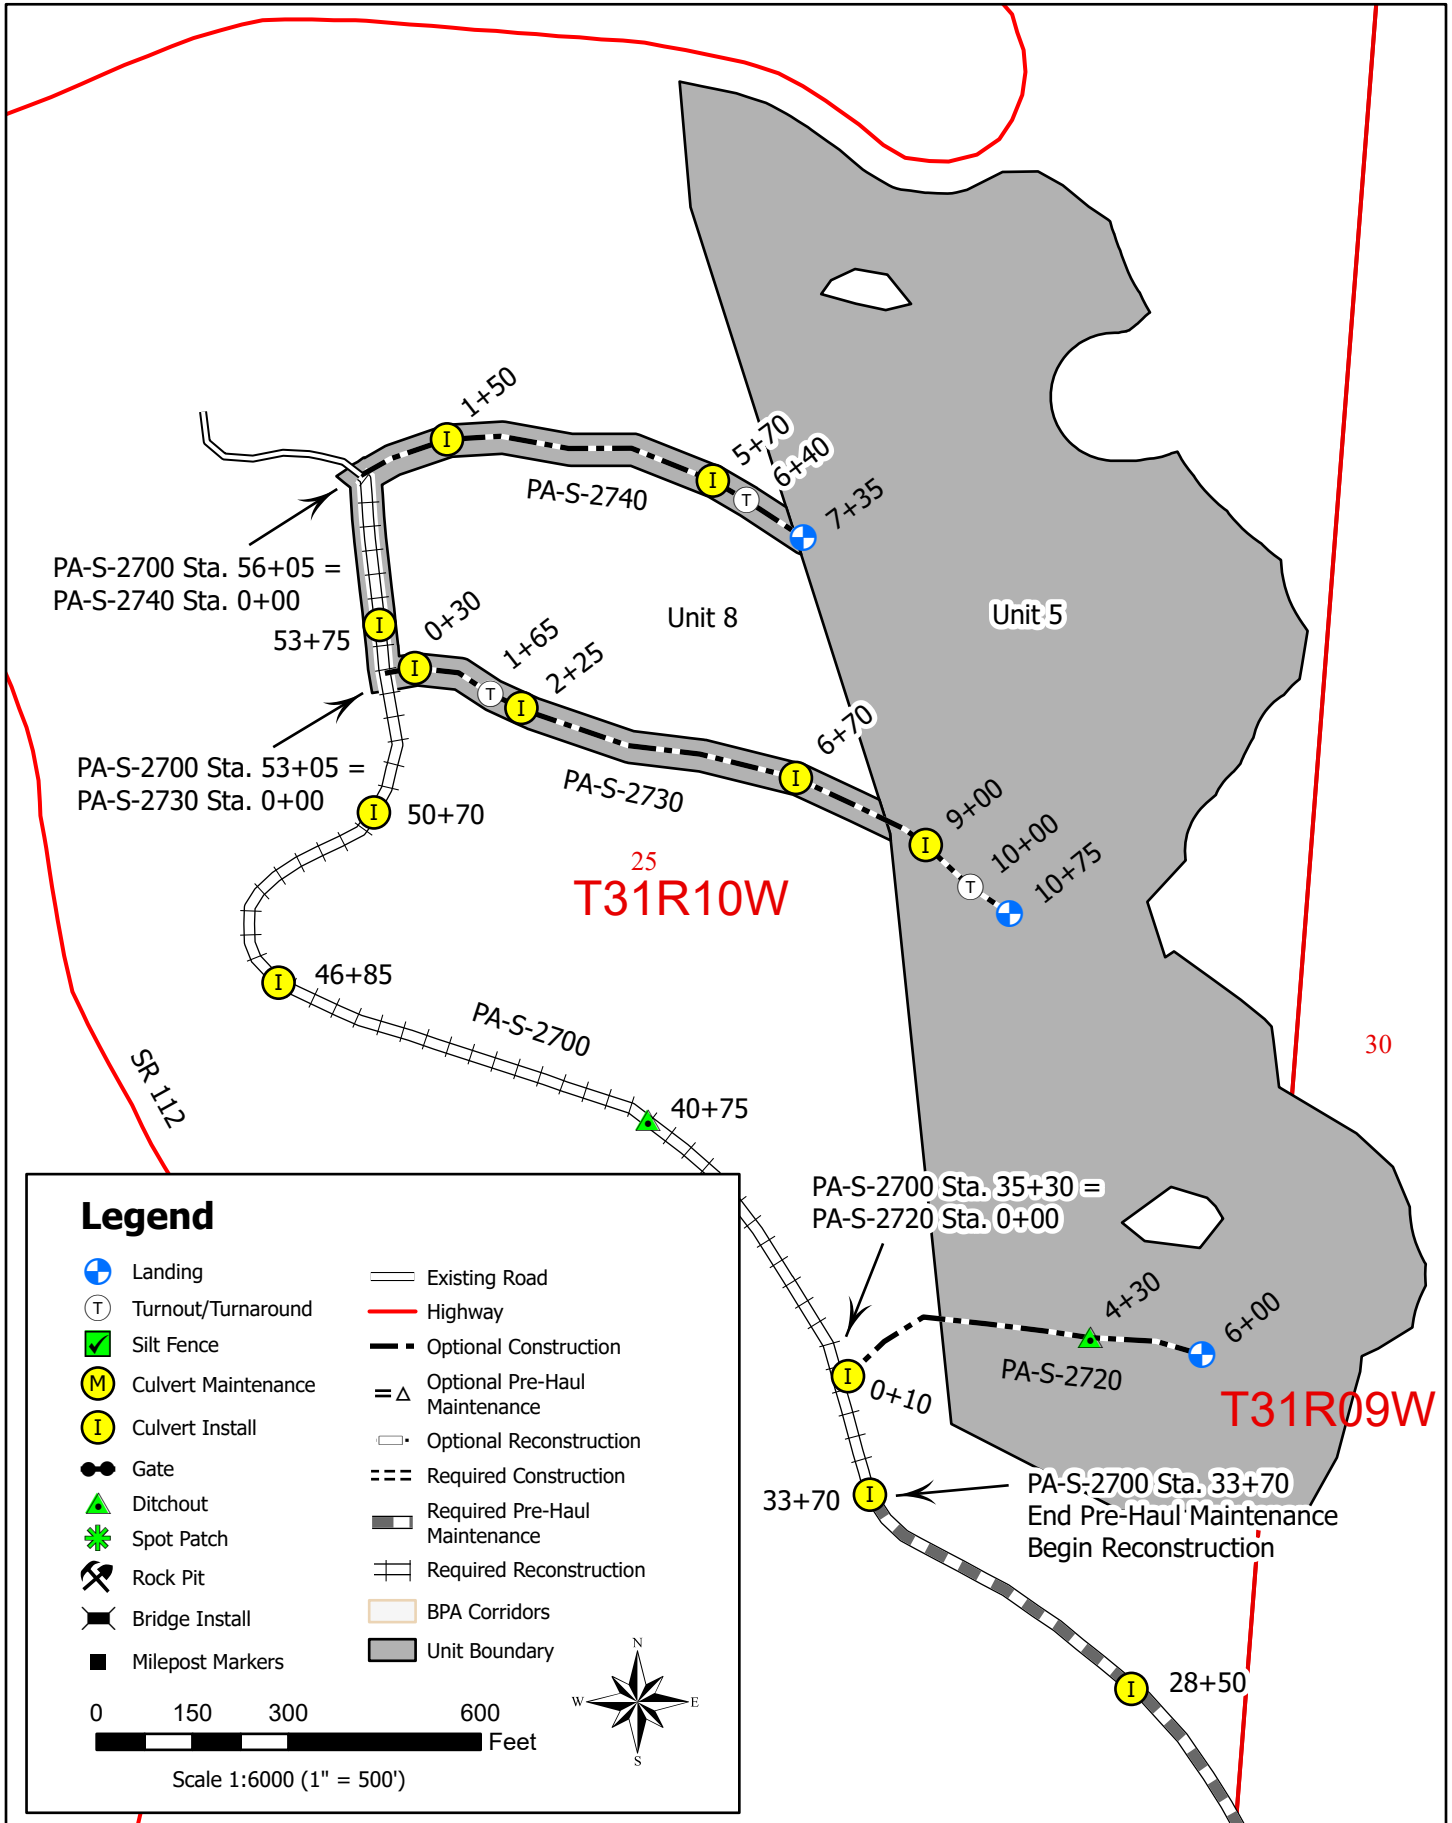 1+50
5+70
6+40
7+35
PA-S-2740
PA-S-2700 Sta. 56+05 =
PA-S-2740 Sta. 0+00
53+75
0+30
1+65
2+25
Unit 8
Unit 5
PA-S-2700 Sta. 53+05 =
PA-S-2730 Sta. 0+00
PA-S-2730
6+70
9+00
10+00
10+75
50+70
25
T31R10W
46+85
PA-S-2700
SR 112
40+75
30
PA-S-2700 Sta. 35+30 =
PA-S-2720 Sta. 0+00
4+30
6+00
PA-S-2720
0+10
T31R09W
33+70
PA-S-2700 Sta. 33+70
End Pre-Haul Maintenance
Begin Reconstruction
28+50
I
I
T
I
I
T
I
I
I
T
I
I
I
I
I
Legend
Landing
T Turnout/Turnaround
Silt Fence
M Culvert Maintenance
I Culvert Install
Gate
Ditchout
Spot Patch
Rock Pit
Bridge Install
Milepost Markers
Existing Road
Highway
Optional Construction
Optional Pre-Haul
Maintenance
Optional Reconstruction
Required Construction
Required Pre-Haul
Maintenance
Required Reconstruction
BPA Corridors
Unit Boundary
N
W E
S
0 150 300 600
Feet
Scale 1:6000 (1" = 500')